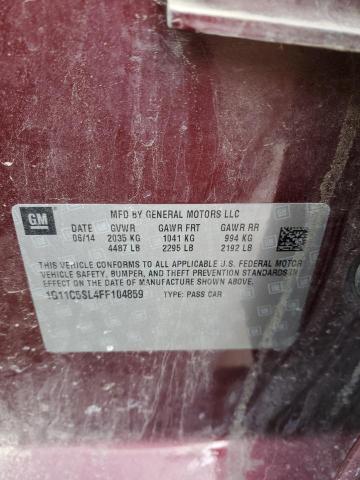 GM
MFD BY GENERAL MOTORS LLC
DATE GVWR GAWR FRT GAWR RR
06/14 2035 KG 1041 KG 994 KG
4487 LB 2295 LB 2192 LB
THIS VEHICLE CONFORMS TO ALL APPLICABLE U.S. FEDERAL MOTOR
VEHICLE SAFETY, BUMPER, AND THEFT PREVENTION STANDARDS IN
EFFECT ON THE DATE OF MANUFACTURE SHOWN ABOVE.
1G11C5SL4FF104859 TYPE: PASS CAR